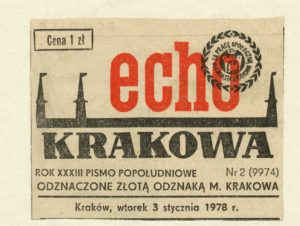 Cena 1 zł
echo
KRAKOWA
ROK XXXIII PISMO POPOŁUDNIOWE Nr 2 (9974)
ODZNACZONE ZŁOTĄ ODZNAKĄ M. KRAKOWA
Kraków, wtorek 3 stycznia 1978 r.